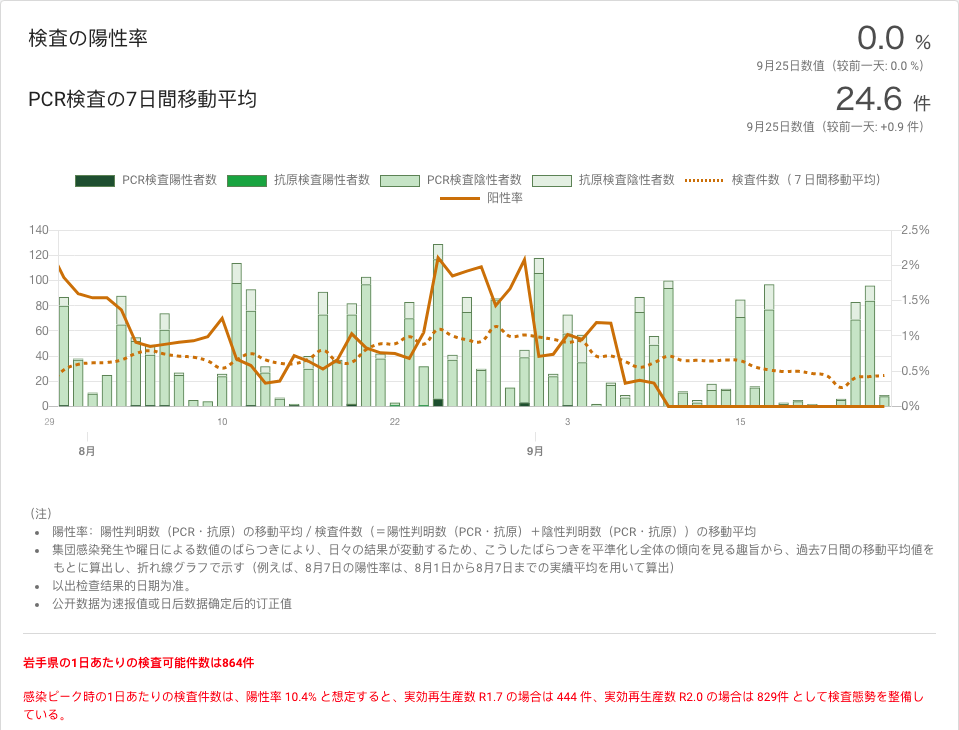 検査の陽性率
0.0 %
9月25日数值（较前一天: 0.0 %）
PCR検査の7日間移動平均
24.6 件
9月25日数值（较前一天: +0.9 件）
PCR検査陽性者数 抗原検査陽性者数 PCR検査陰性者数 抗原検査陰性者数 検査件数（７日間移動平均）
阳性率
140 2.5%
120
2%
100
1.5%
80
60
1%
40
0.5%
20
0 0%
29 10 22 3 15
8月 9月
（注）
陽性率：陽性判明数（PCR・抗原）の移動平均 / 検査件数（＝陽性判明数（PCR・抗原）＋陰性判明数（PCR・抗原））の移動平均
集団感染発生や曜日による数値のばらつきにより、日々の結果が変動するため、こうしたばらつきを平準化し全体の傾向を見る趣旨から、過去7日間の移動平均値を
もとに算出し、折れ線グラフで示す（例えば、8月7日の陽性率は、8月1日から8月7日までの実績平均を用いて算出）
以出检查结果的日期为准。
公开数据为速报值或日后数据确定后的订正值
岩手県の1日あたりの検査可能件数は864件
感染ピーク時の1日あたりの検査件数は、陽性率 10.4% と想定すると、実効再生産数 R1.7 の場合は 444 件、実効再生産数 R2.0 の場合は 829件 として検査態勢を整備し
ている。